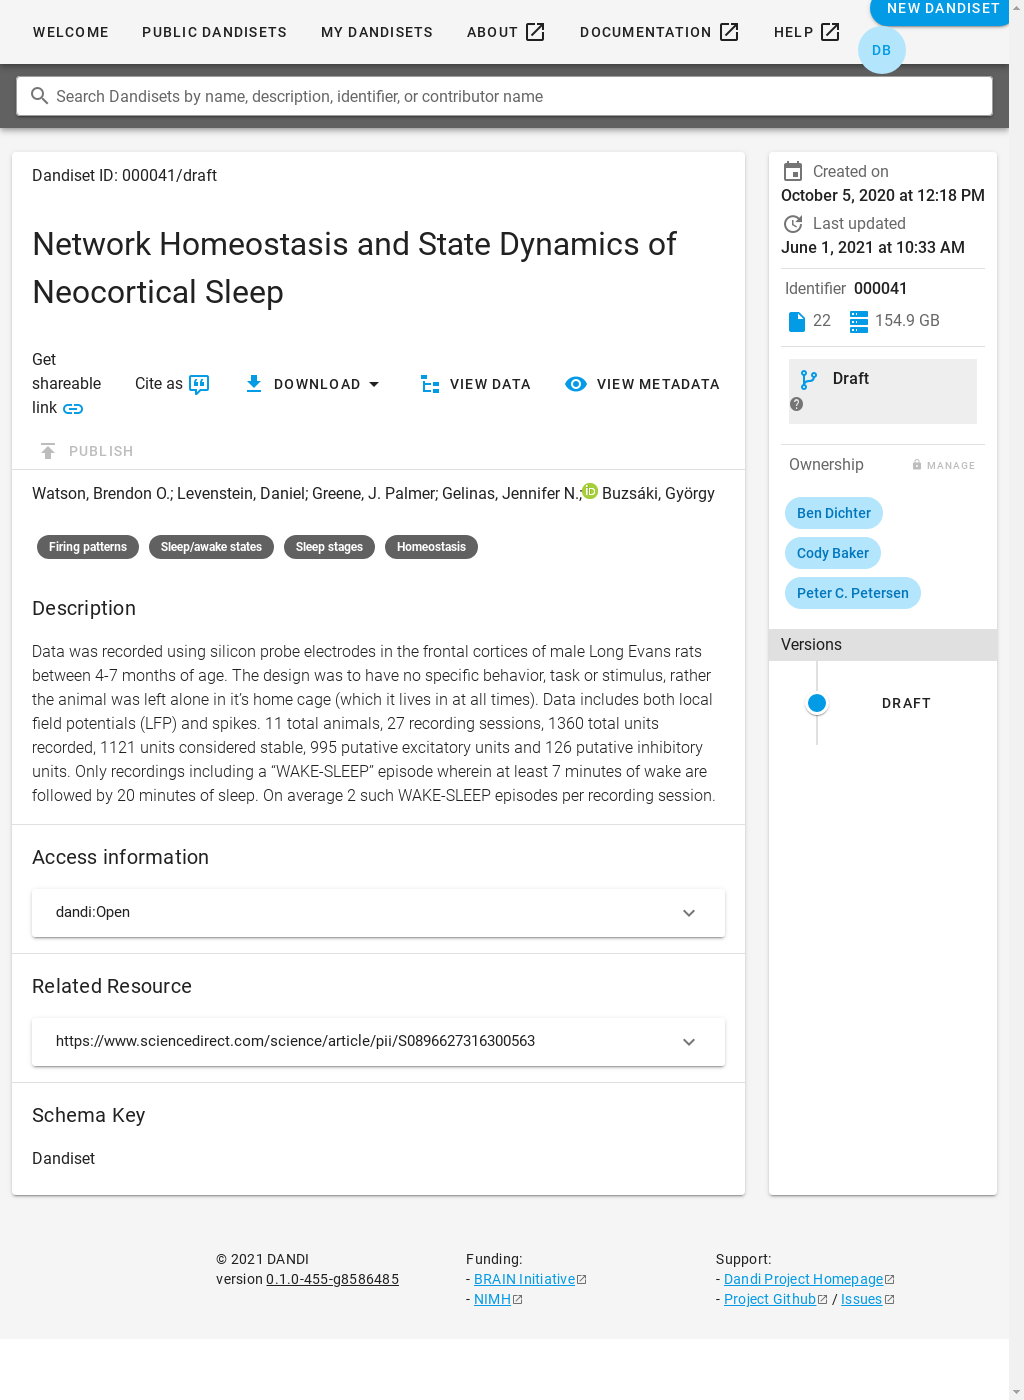 WELCOME
PUBLIC DANDISETS
MY DANDISETS
ABOUT
DOCUMENTATION
HELP
NEW DANDISET
DB
Search Dandisets by name, description, identifier, or contributor name
Dandiset ID: 000041/draft
Network Homeostasis and State Dynamics of
Neocortical Sleep
Get
shareable
link
Cite as
DOWNLOAD
VIEW DATA
VIEW METADATA
PUBLISH
Watson, Brendon O.; Levenstein, Daniel; Greene, J. Palmer; Gelinas, Jennifer N.; iD Buzsáki, György
Firing patterns
Sleep/awake states
Sleep stages
Homeostasis
Description
Data was recorded using silicon probe electrodes in the frontal cortices of male Long Evans rats
between 4-7 months of age. The design was to have no specific behavior, task or stimulus, rather
the animal was left alone in it’s home cage (which it lives in at all times). Data includes both local
field potentials (LFP) and spikes. 11 total animals, 27 recording sessions, 1360 total units
recorded, 1121 units considered stable, 995 putative excitatory units and 126 putative inhibitory
units. Only recordings including a “WAKE-SLEEP” episode wherein at least 7 minutes of wake are
followed by 20 minutes of sleep. On average 2 such WAKE-SLEEP episodes per recording session.
Access information
dandi:Open
Related Resource
https://www.sciencedirect.com/science/article/pii/S0896627316300563
Schema Key
Dandiset
Created on
October 5, 2020 at 12:18 PM
Last updated
June 1, 2021 at 10:33 AM
Identifier 000041
22
154.9 GB
Draft
Ownership
MANAGE
Ben Dichter
Cody Baker
Peter C. Petersen
Versions
DRAFT
© 2021 DANDI
version 0.1.0-455-g8586485
Funding:
- BRAIN Initiative
- NIMH
Support:
- Dandi Project Homepage
- Project Github / Issues